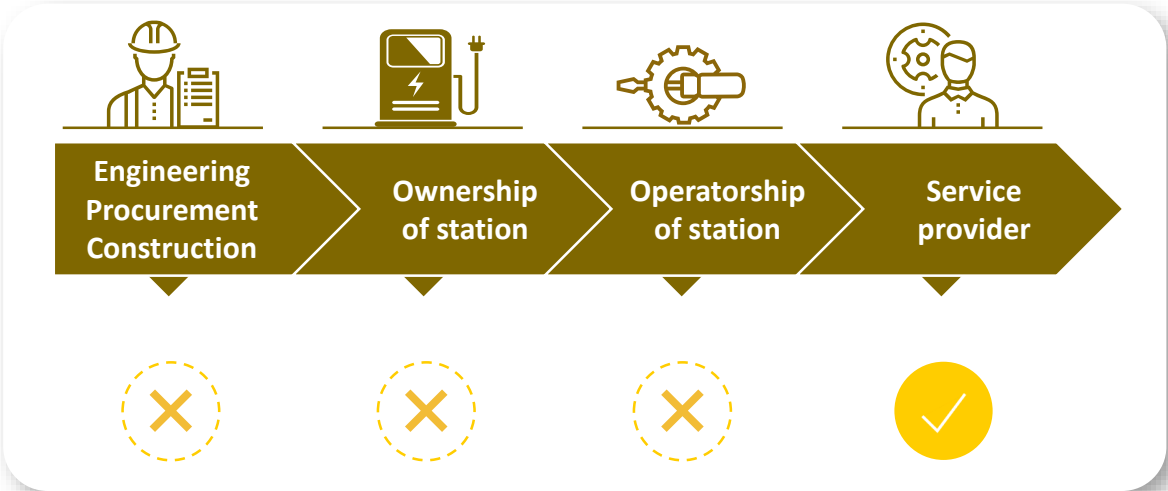 Engineering
Procurement
Construction
Ownership
of station
Operatorship
of station
Service
provider